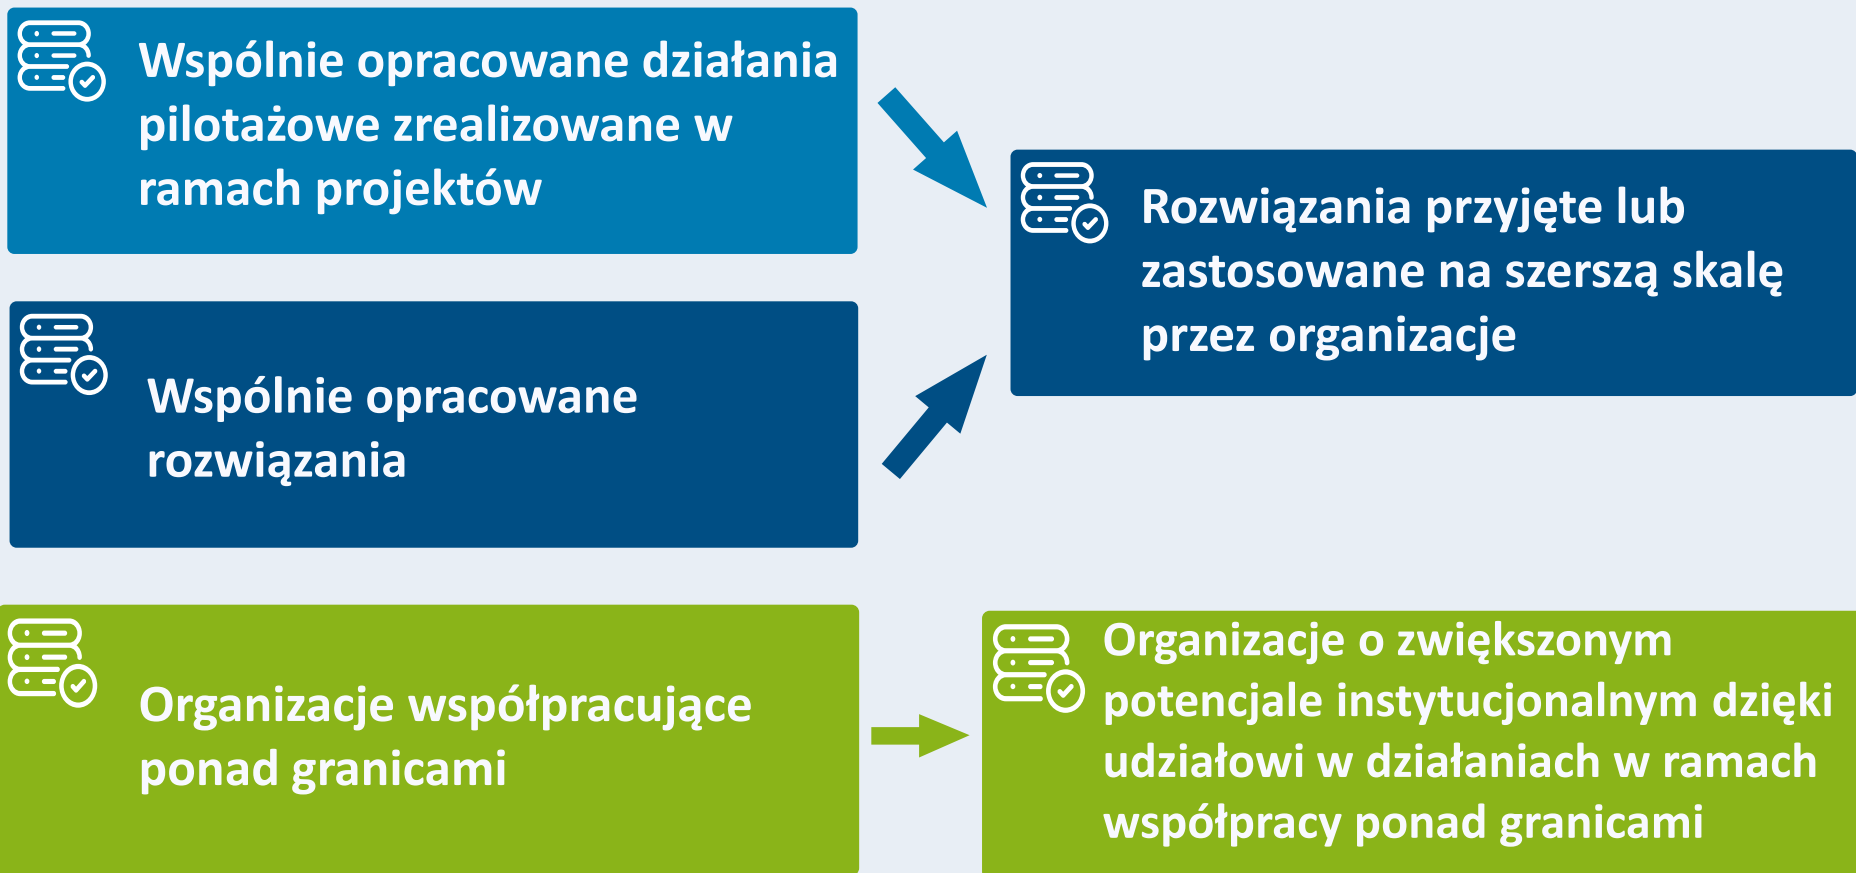 Wspólnie opracowane działania
pilotażowe zrealizowane w
ramach projektów
Wspólnie opracowane
rozwiązania
Rozwiązania przyjęte lub
zastosowane na szerszą skalę
przez organizacje
Organizacje współpracujące
ponad granicami
Organizacje o zwiększonym
potencjale instytucjonalnym dzięki
udziałowi w działaniach w ramach
współpracy ponad granicami